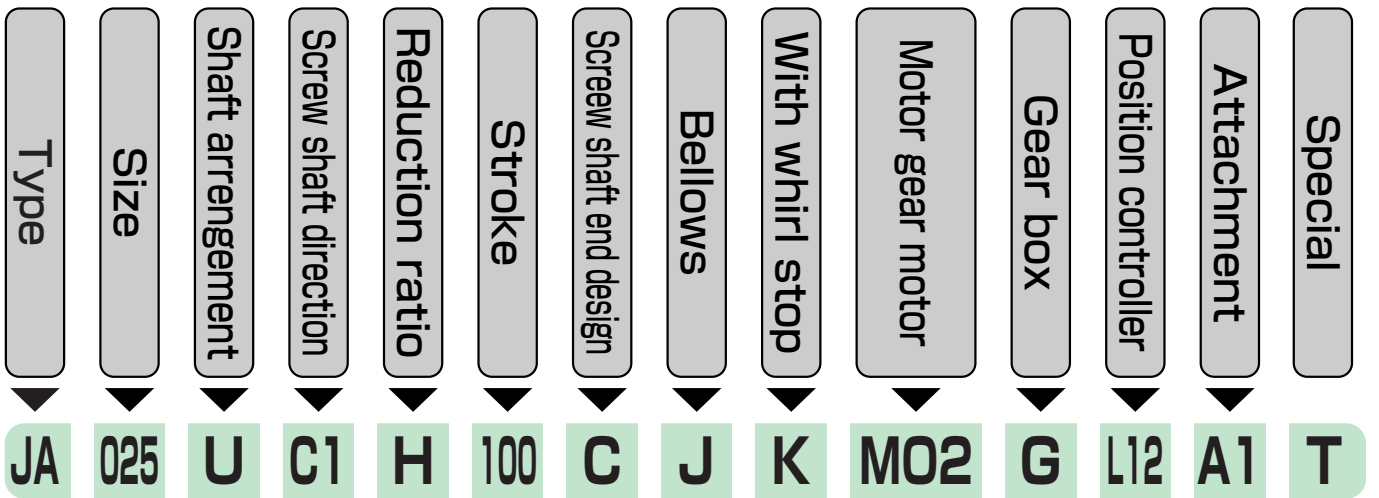 Type
Size
Shaft arrengement
Screw shaft direction
Reduction ratio
Stroke
Screew shaft end design
Bellows
With whirl stop
Motor gear motor
Gear box
Position controller
Attachment
Special
JA 025 U C1 H 100 C J K M02 G L12 A1 T